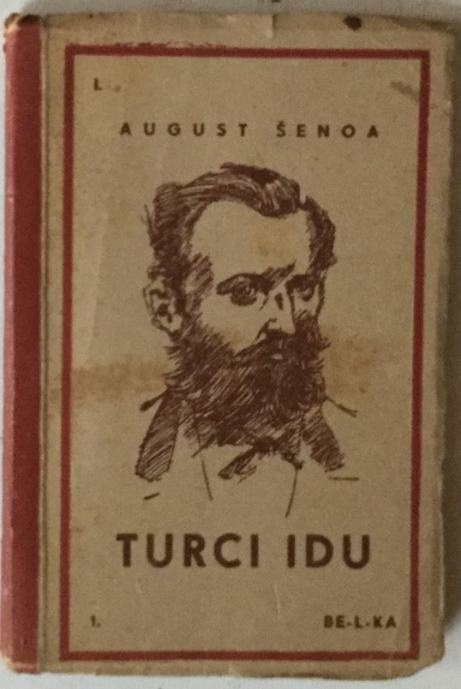 I.
AUGUST ŠENOA
TURCI IDU
1. BE-L-KA